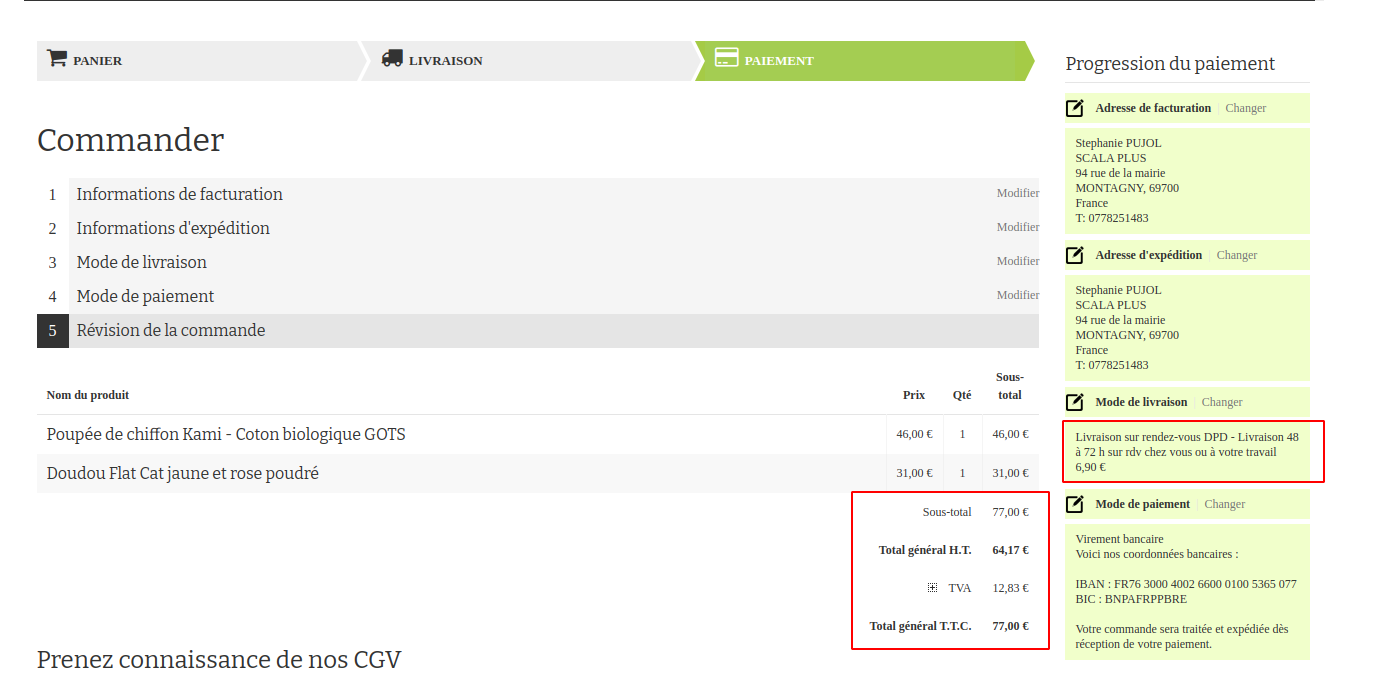 PANIER
LIVRAISON
PAIEMENT
Commander
1 Informations de facturation Modifier
2 Informations d'expédition Modifier
3 Mode de livraison Modifier
4 Mode de paiement Modifier
5 Révision de la commande
Nom du produit Prix Qté Sous-total
Poupée de chiffon Kami - Coton biologique GOTS 46,00 € 1 46,00 €
Doudou Flat Cat jaune et rose poudré 31,00 € 1 31,00 €
Sous-total 77,00 €
Total général H.T. 64,17 €
TVA 12,83 €
Total général T.T.C. 77,00 €
Prenez connaissance de nos CGV
Progression du paiement
Adresse de facturation Changer
Stephanie PUJOL
SCALA PLUS
94 rue de la mairie
MONTAGNY, 69700
France
T: 0778251483
Adresse d'expédition Changer
Stephanie PUJOL
SCALA PLUS
94 rue de la mairie
MONTAGNY, 69700
France
T: 0778251483
Mode de livraison Changer
Livraison sur rendez-vous DPD - Livraison 48
à 72 h sur rdv chez vous ou à votre travail
6,90 €
Mode de paiement Changer
Virement bancaire
Voici nos coordonnées bancaires :
IBAN : FR76 3000 4002 6600 0100 5365 077
BIC : BNPAFRPPBRE
Votre commande sera traitée et expédiée dès
réception de votre paiement.